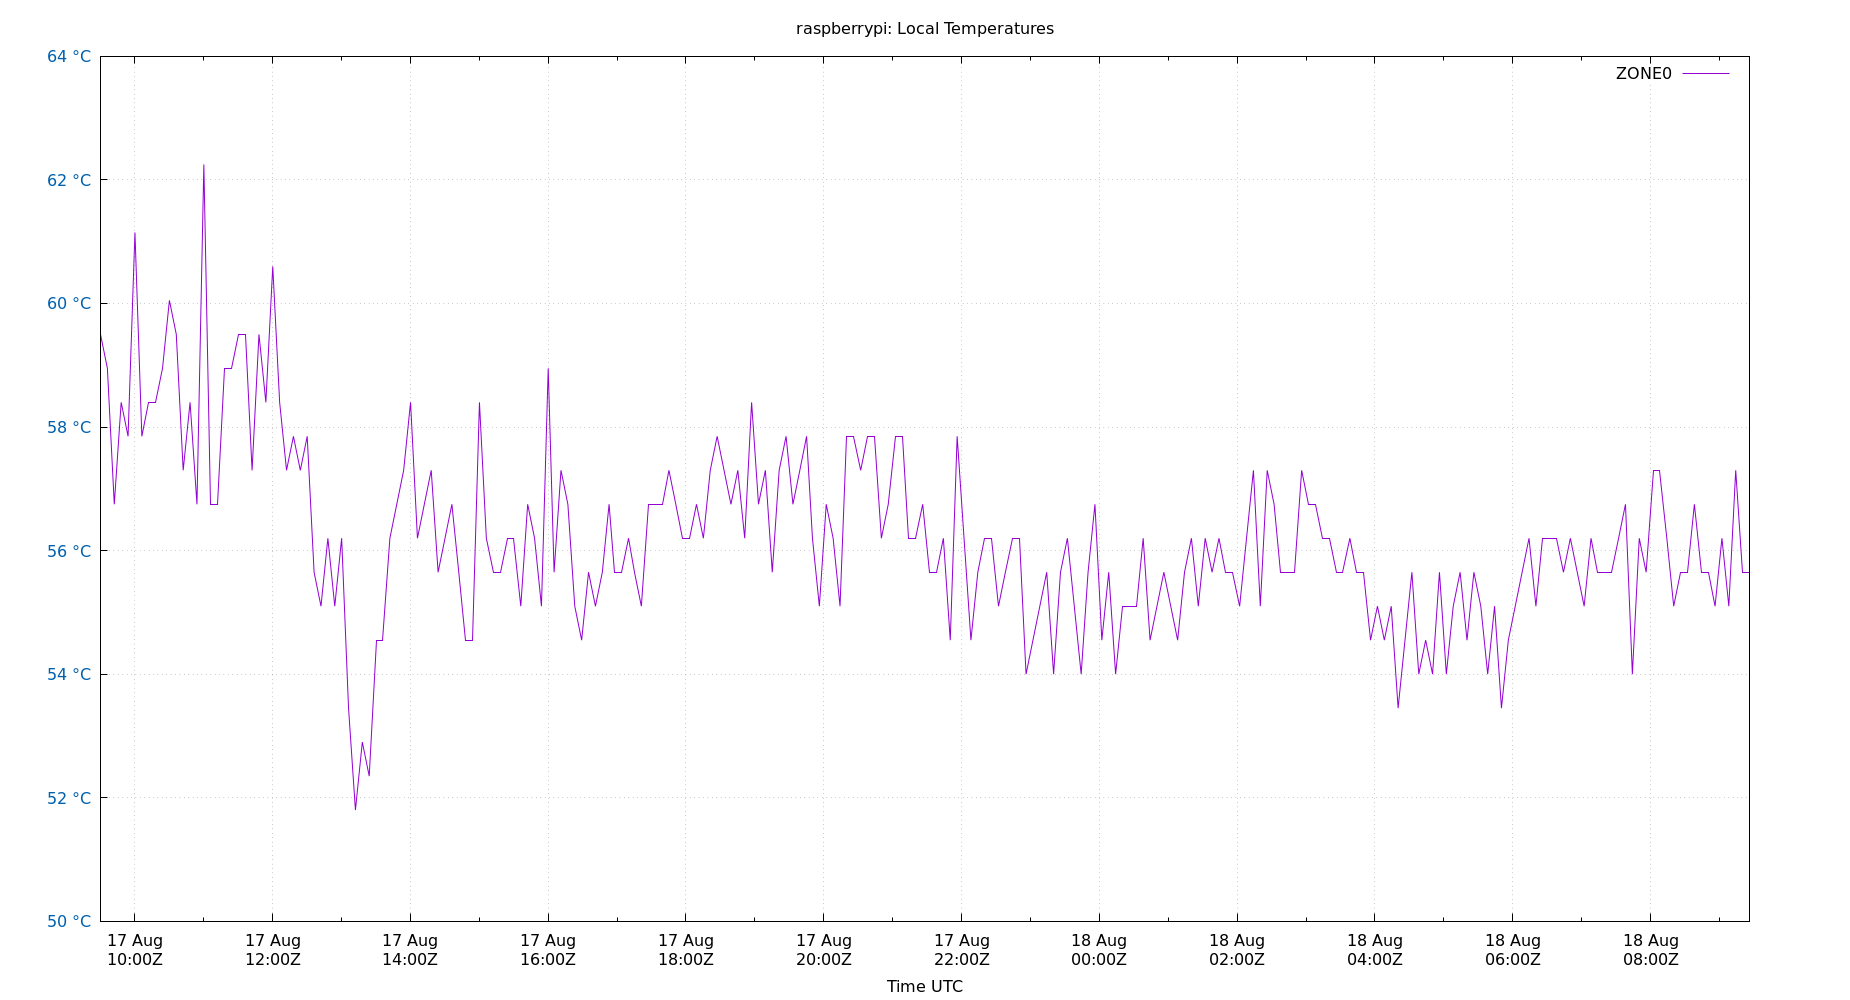 raspberrypi: Local Temperatures
64 °C
ZONE0
62 °C
60 °C
58 °C
56 °C
54 °C
52 °C
50 °C
17 Aug 17 Aug 17 Aug 17 Aug 17 Aug 17 Aug 17 Aug 18 Aug 18 Aug 18 Aug 18 Aug 18 Aug
10:00Z 12:00Z 14:00Z 16:00Z 18:00Z 20:00Z 22:00Z 00:00Z 02:00Z 04:00Z 06:00Z 08:00Z
Time UTC